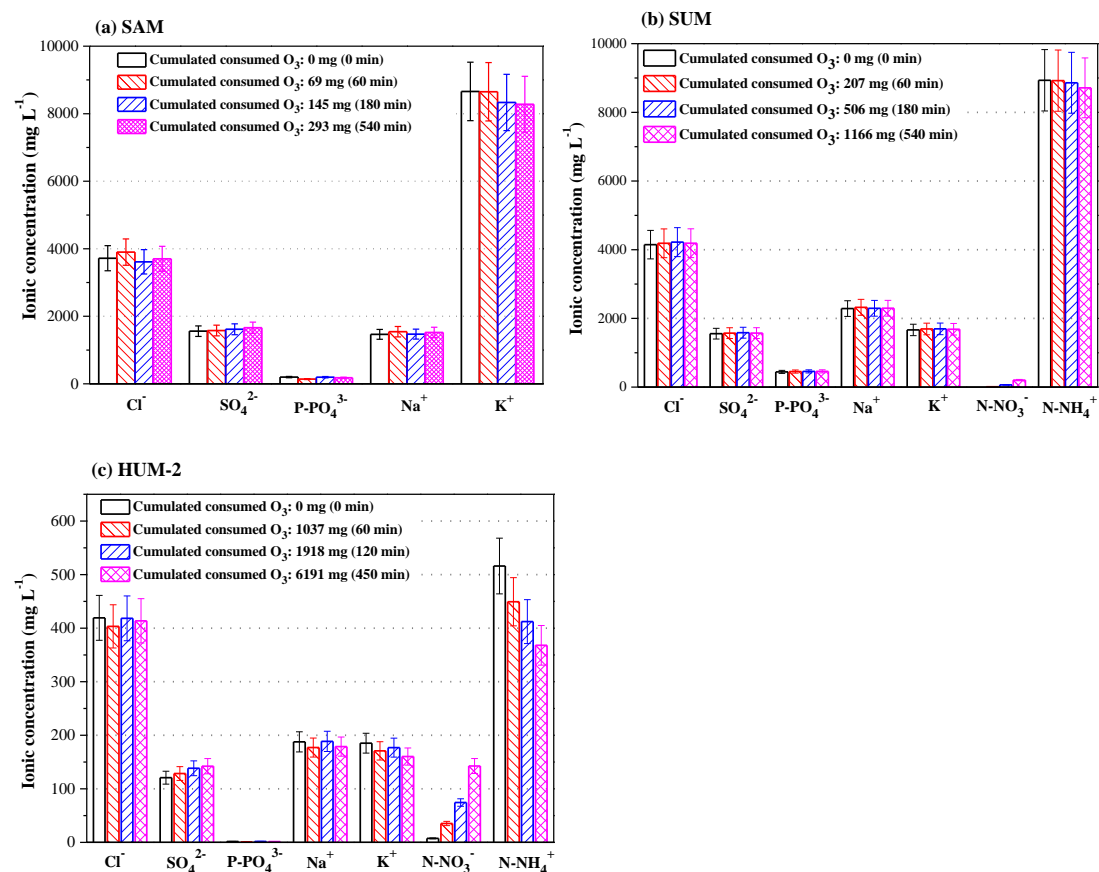 (a) SAM
Ionic concentration (mg L⁻¹)
10000
8000
6000
4000
2000
0
Cumulated consumed O₃: 0 mg (0 min)
Cumulated consumed O₃: 69 mg (60 min)
Cumulated consumed O₃: 145 mg (180 min)
Cumulated consumed O₃: 293 mg (540 min)
Cl⁻ SO₄²⁻ P-PO₄³⁻ Na⁺ K⁺
(b) SUM
Ionic concentration (mg L⁻¹)
10000
8000
6000
4000
2000
0
Cumulated consumed O₃: 0 mg (0 min)
Cumulated consumed O₃: 207 mg (60 min)
Cumulated consumed O₃: 506 mg (180 min)
Cumulated consumed O₃: 1166 mg (540 min)
Cl⁻ SO₄²⁻ P-PO₄³⁻ Na⁺ K⁺ N-NO₃⁻ N-NH₄⁺
(c) HUM-2
Ionic concentration (mg L⁻¹)
600
500
400
300
200
100
0
Cumulated consumed O₃: 0 mg (0 min)
Cumulated consumed O₃: 1037 mg (60 min)
Cumulated consumed O₃: 1918 mg (120 min)
Cumulated consumed O₃: 6191 mg (450 min)
Cl⁻ SO₄²⁻ P-PO₄³⁻ Na⁺ K⁺ N-NO₃⁻ N-NH₄⁺